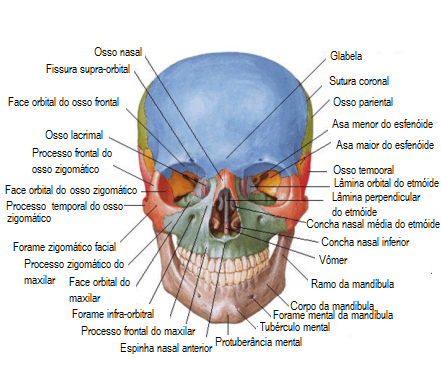 Osso nasal
Fissura supra-orbital
Face orbital do osso frontal
Osso lacrimal
Processo frontal do
osso zigomático
Face orbital do osso zigomático
Processo temporal do osso
zigomático
Forame zigomático facial
Processo zigomático do
maxilar
Face orbital do
maxilar
Forame infra-orbitral
Processo frontal do maxilar
Espinha nasal anterior
Glabela
Sutura coronal
Osso pariental
Asa menor do esfenóide
Asa maior do esfenóide
Osso temporal
Lâmina orbital do etmóide
Lâmina perpendicular
do etmóide
Concha nasal média do etmóide
Concha nasal inferior
Vômer
Ramo da mandíbula
Corpo da mandibula
Forame mental da mandíbula
Tubérculo mental
Protuberância mental